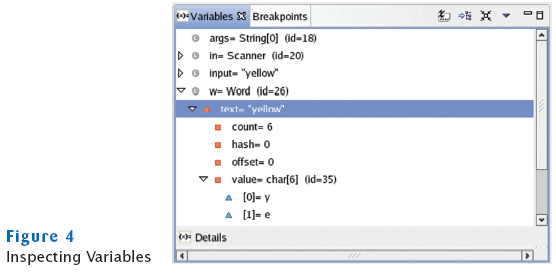 Variables Breakpoints
args= String[0] (id=18)
in= Scanner (id=20)
input= "yellow"
w= Word (id=26)
text= "yellow"
count= 6
hash= 0
offset= 0
value= char[6] (id=35)
[0]= y
[1]= e
Details
Figure 4
Inspecting Variables